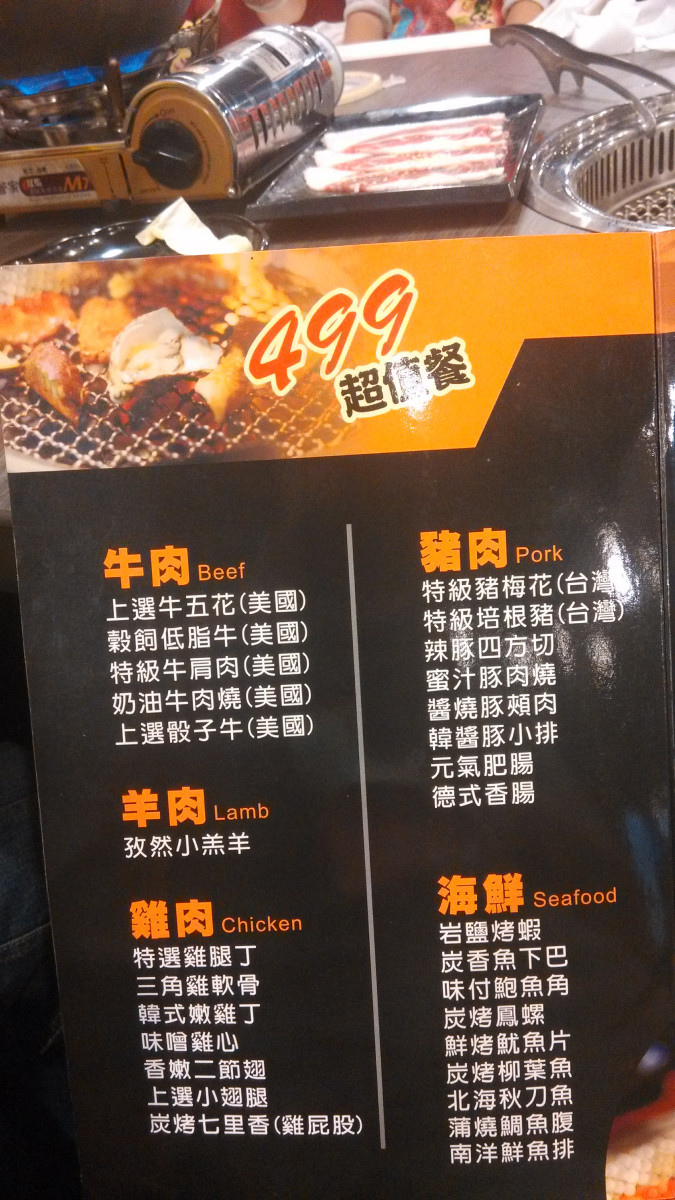 M7
499
超值餐
牛肉 Beef
上選牛五花(美國)
穀飼低脂牛(美國)
特級牛肩肉(美國)
奶油牛肉燒(美國)
上選骰子牛(美國)
羊肉 Lamb
孜然小羔羊
雞肉 Chicken
特選雞腿丁
三角雞軟骨
韓式嫩雞丁
味噌雞心
香嫩二節翅
上選小翅腿
炭烤七里香(雞屁股)
豬肉 Pork
特級豬梅花(台灣)
特級培根豬(台灣)
辣豚四方切
蜜汁豚肉燒
醬燒豚頰肉
韓醬豚小排
元氣肥腸
德式香腸
海鮮 Seafood
岩鹽烤蝦
炭香魚下巴
味付鮑魚角
炭烤鳳螺
鮮烤魷魚片
炭烤柳葉魚
北海秋刀魚
蒲燒鯛魚腹
南洋鮮魚排